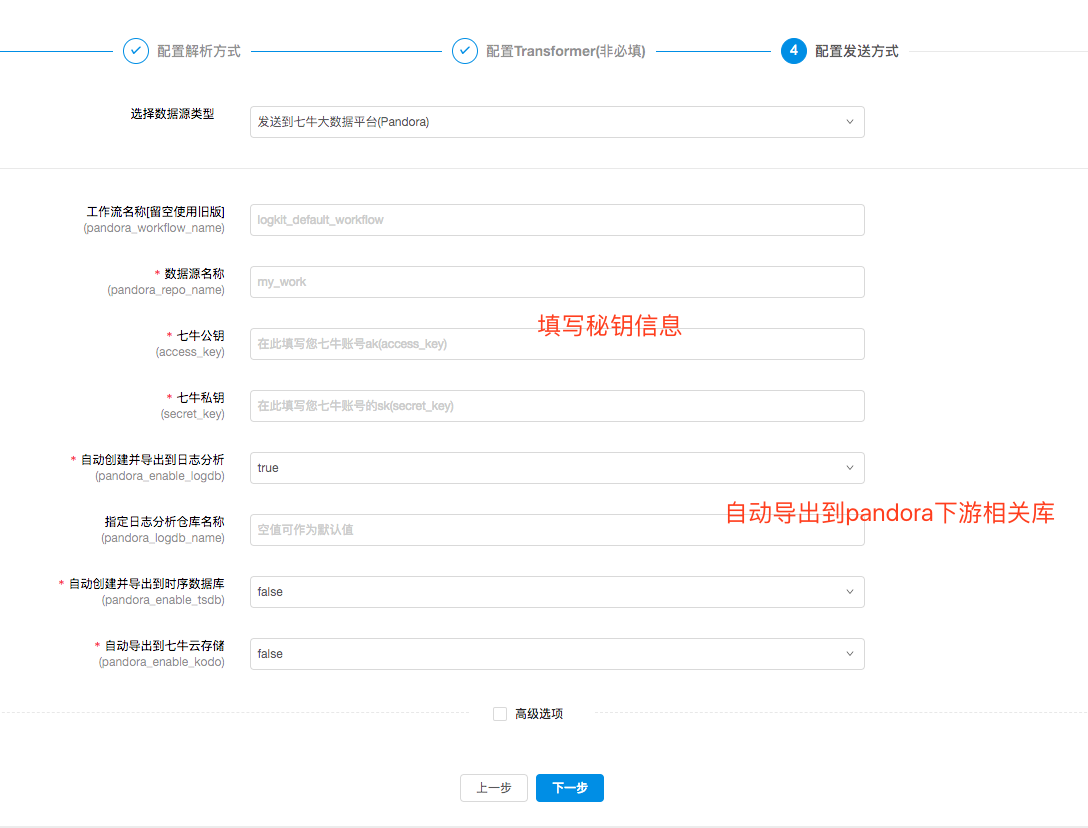 配置解析方式
配置Transformer(非必填)
4 配置发送方式
选择数据源类型
发送到七牛大数据平台(Pandora)
工作流名称[留空使用旧版]
(pandora_workflow_name)
logkit_default_workflow
* 数据源名称
(pandora_repo_name)
my_work
填写秘钥信息
* 七牛公钥
(access_key)
在此填写您七牛账号ak(access_key)
* 七牛私钥
(secret_key)
在此填写您七牛账号的sk(secret_key)
* 自动创建并导出到日志分析
(pandora_enable_logdb)
true
自动导出到pandora下游相关库
指定日志分析仓库名称
(pandora_logdb_name)
空值可作为默认值
* 自动创建并导出到时序数据库
(pandora_enable_tsdb)
false
* 自动导出到七牛云存储
(pandora_enable_kodo)
false
高级选项
上一步
下一步